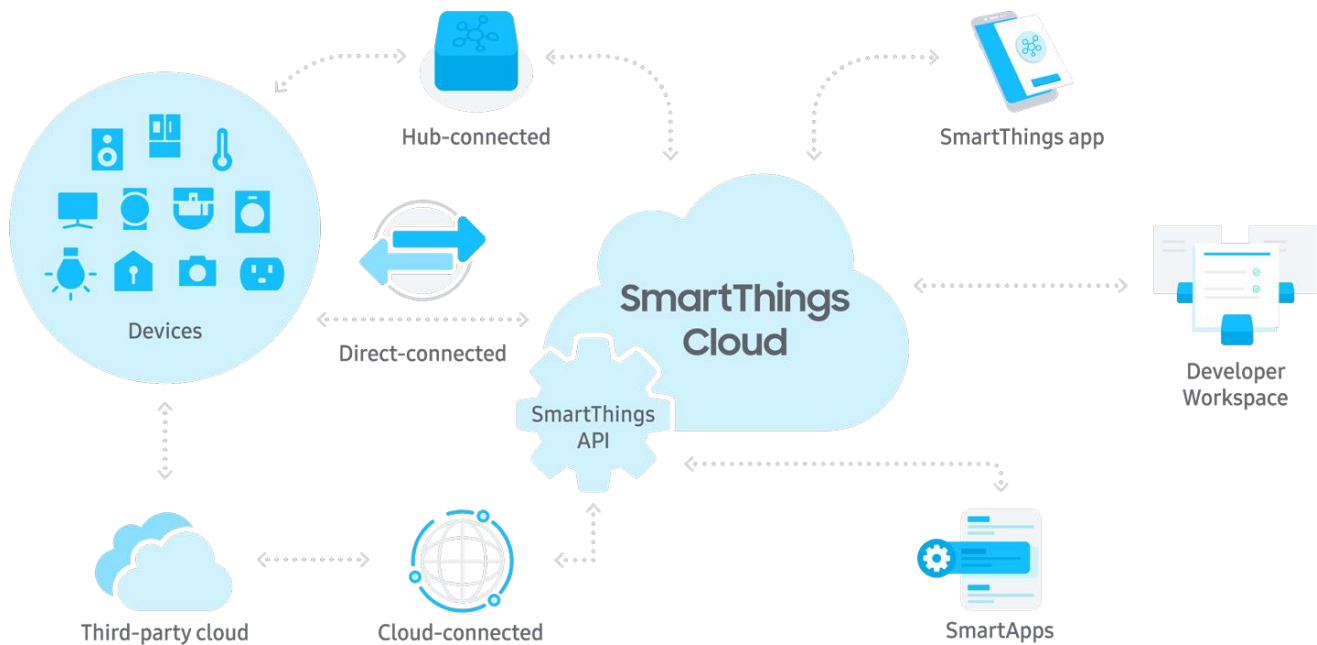 Hub-connected
SmartThings app
Devices
Direct-connected
SmartThings
Cloud
SmartThings
API
Developer
Workspace
Third-party cloud
Cloud-connected
SmartApps